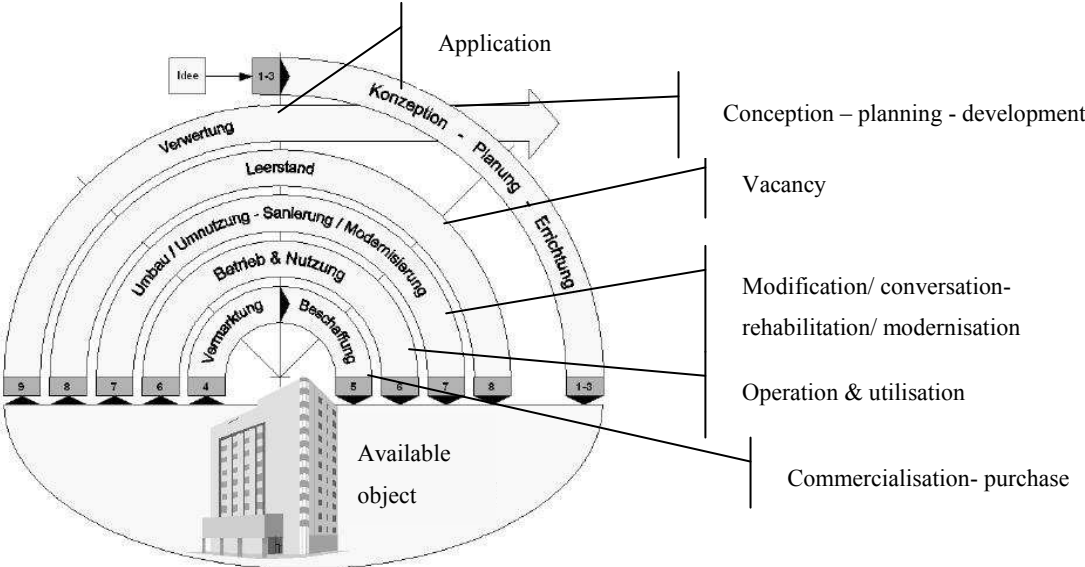 Application
Idee
1-3
Konzeption - Planung - Errichtung
Conception – planning - development
Verwertung
Leerstand
Vacancy
Umbau / Umnutzung - Sanierung / Modernisierung
Betrieb & Nutzung
Modification/ conversation-
rehabilitation/ modernisation
Vermarktung
Beschaffung
9 8 7 6 4 5 6 7 8 1-3
Operation & utilisation
Available
object
Commercialisation- purchase